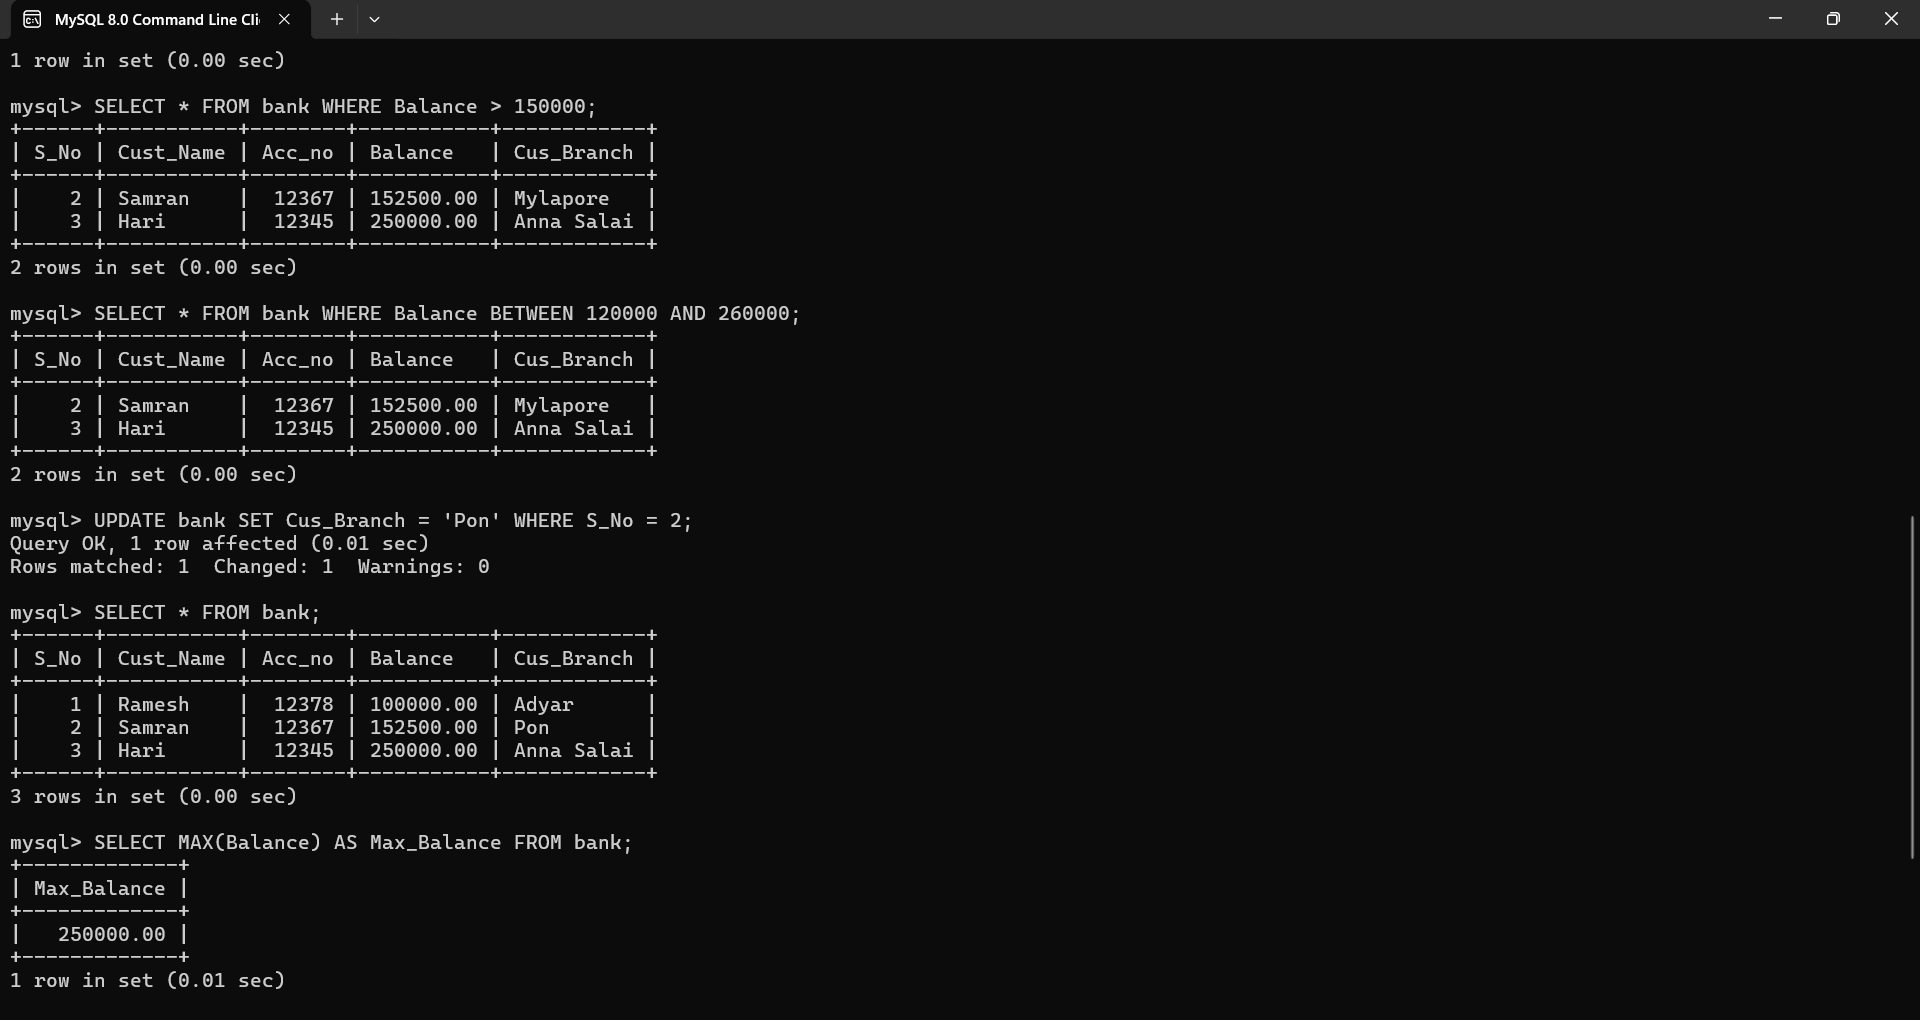 MySQL 8.0 Command Line Cli
1 row in set (0.00 sec)
mysql> SELECT * FROM bank WHERE Balance > 150000;
+------+-----------+--------+-----------+------------+
| S_No | Cust_Name | Acc_no | Balance   | Cus_Branch |
+------+-----------+--------+-----------+------------+
|    2 | Samran    |  12367 | 152500.00 | Mylapore   |
|    3 | Hari      |  12345 | 250000.00 | Anna Salai |
+------+-----------+--------+-----------+------------+
2 rows in set (0.00 sec)
mysql> SELECT * FROM bank WHERE Balance BETWEEN 120000 AND 260000;
+------+-----------+--------+-----------+------------+
| S_No | Cust_Name | Acc_no | Balance   | Cus_Branch |
+------+-----------+--------+-----------+------------+
|    2 | Samran    |  12367 | 152500.00 | Mylapore   |
|    3 | Hari      |  12345 | 250000.00 | Anna Salai |
+------+-----------+--------+-----------+------------+
2 rows in set (0.00 sec)
mysql> UPDATE bank SET Cus_Branch = 'Pon' WHERE S_No = 2;
Query OK, 1 row affected (0.01 sec)
Rows matched: 1  Changed: 1  Warnings: 0
mysql> SELECT * FROM bank;
+------+-----------+--------+-----------+------------+
| S_No | Cust_Name | Acc_no | Balance   | Cus_Branch |
+------+-----------+--------+-----------+------------+
|    1 | Ramesh    |  12378 | 100000.00 | Adyar      |
|    2 | Samran    |  12367 | 152500.00 | Pon        |
|    3 | Hari      |  12345 | 250000.00 | Anna Salai |
+------+-----------+--------+-----------+------------+
3 rows in set (0.00 sec)
mysql> SELECT MAX(Balance) AS Max_Balance FROM bank;
+-------------+
| Max_Balance |
+-------------+
|   250000.00 |
+-------------+
1 row in set (0.01 sec)